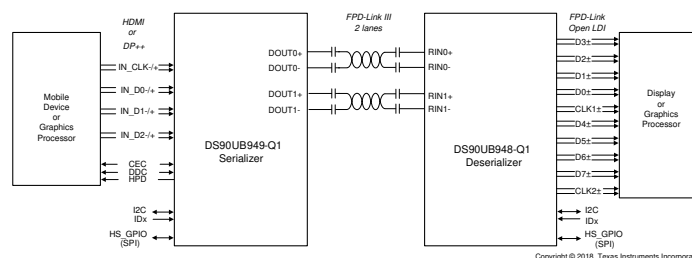 HDMI
or
DP++
FPD-Link III
2 lanes
FPD-Link
Open LDI
Mobile
Device
or
Graphics
Processor
IN_CLK-/+
IN_D0-/+
IN_D1-/+
IN_D2-/+
CEC
DDC
HPD
I2C
IDx
HS_GPIO
(SPI)
DOUT0+
DOUT0-
DOUT1+
DOUT1-
DS90UB949-Q1
Serializer
RIN0+
RIN0-
RIN1+
RIN1-
DS90UB948-Q1
Deserializer
D3±
D2±
D1±
D0±
CLK1±
D4±
D5±
D6±
D7±
CLK2±
I2C
IDx
HS_GPIO
(SPI)
Display
or
Graphics
Processor
Copyright © 2018, Texas Instruments Incorpora